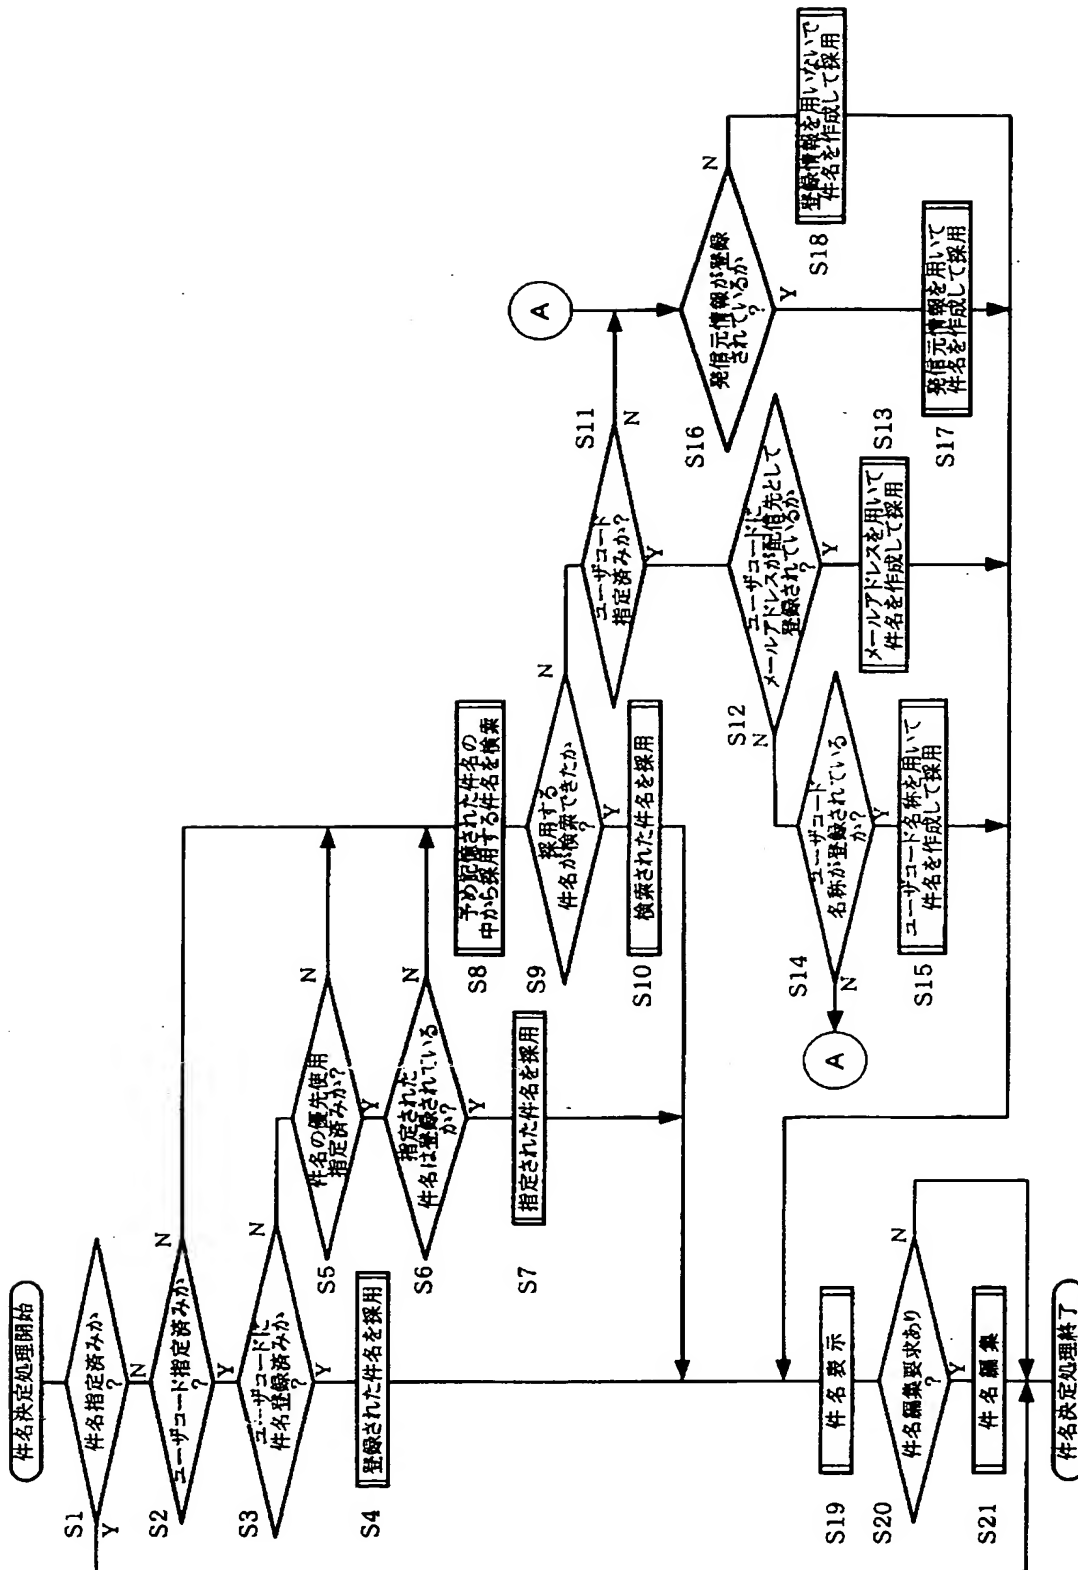 件名決定処理開始
S1
件名指定済みか
?
Y
N
S2
ユーザコード指定済みか
?
N
Y
S3
ユーザコードに
件名登録済みか
?
N
Y
S4
登録された件名を採用
S5
件名の優先使用
指定済みか?
N
Y
S6
指定された
件名は登録されている
か?
N
Y
S7
指定された件名を採用
S8
予め記憶された件名の
中から採用する件名を検索
S9
採用する
件名が検索できたか
?
N
Y
S10
検索された件名を採用
S11
ユーザコード
指定済みか?
N
Y
S12
ユーザコードに
メールアドレスが配信先として
登録されているか
?
N
Y
S13
メールアドレスを用いて
件名を作成して採用
S14
ユーザコード
名称が登録されている
か?
N
Y
A
S15
ユーザコード名称を用いて
件名を作成して採用
A
S16
発信元情報が登録
されているか
?
N
Y
S17
発信元情報を用いて
件名を作成して採用
S18
登録情報を用いないで
件名を作成して採用
S19
件名表示
S20
件名編集要求あり
?
N
Y
S21
件名編集
件名決定処理終了